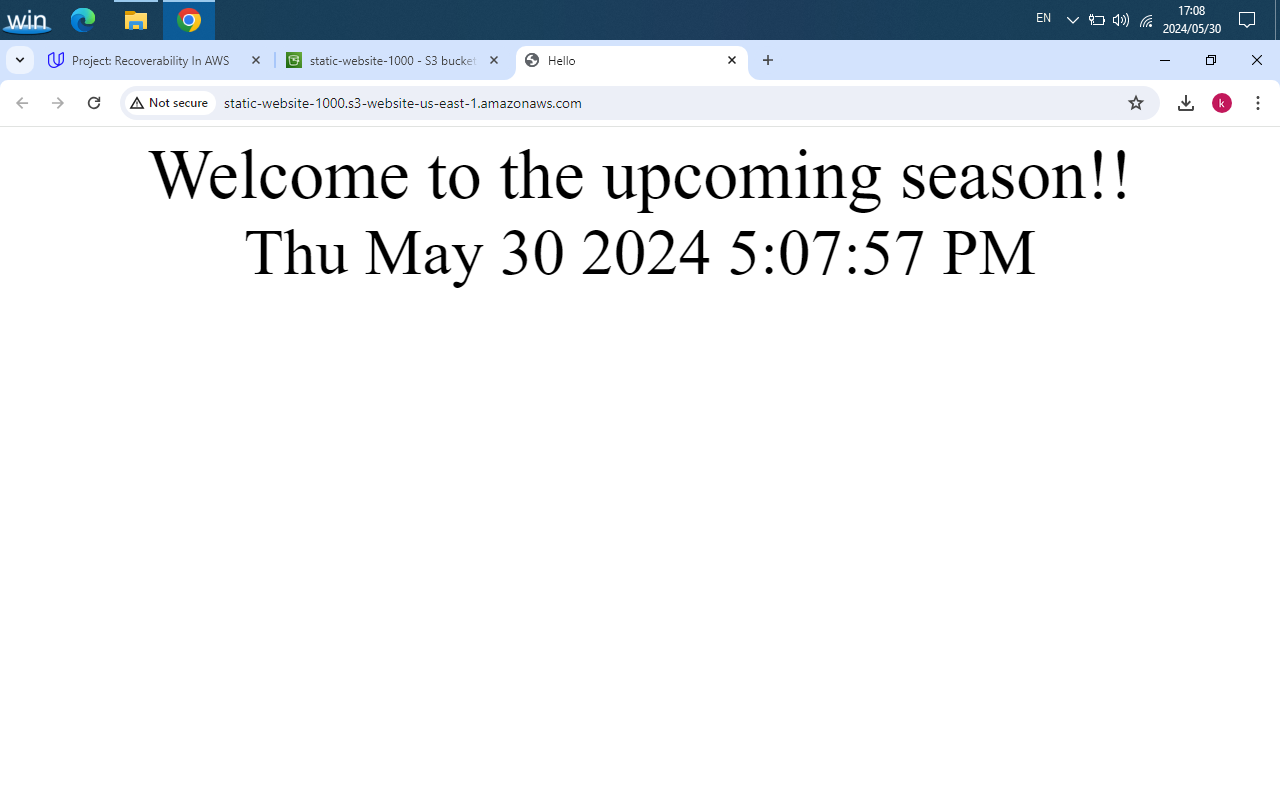 win
EN
17:08
2024/05/30
Project: Recoverability In AWS
static-website-1000 - S3 bucket
Hello
Not secure
static-website-1000.s3-website-us-east-1.amazonaws.com
k
Welcome to the upcoming season!!
Thu May 30 2024 5:07:57 PM